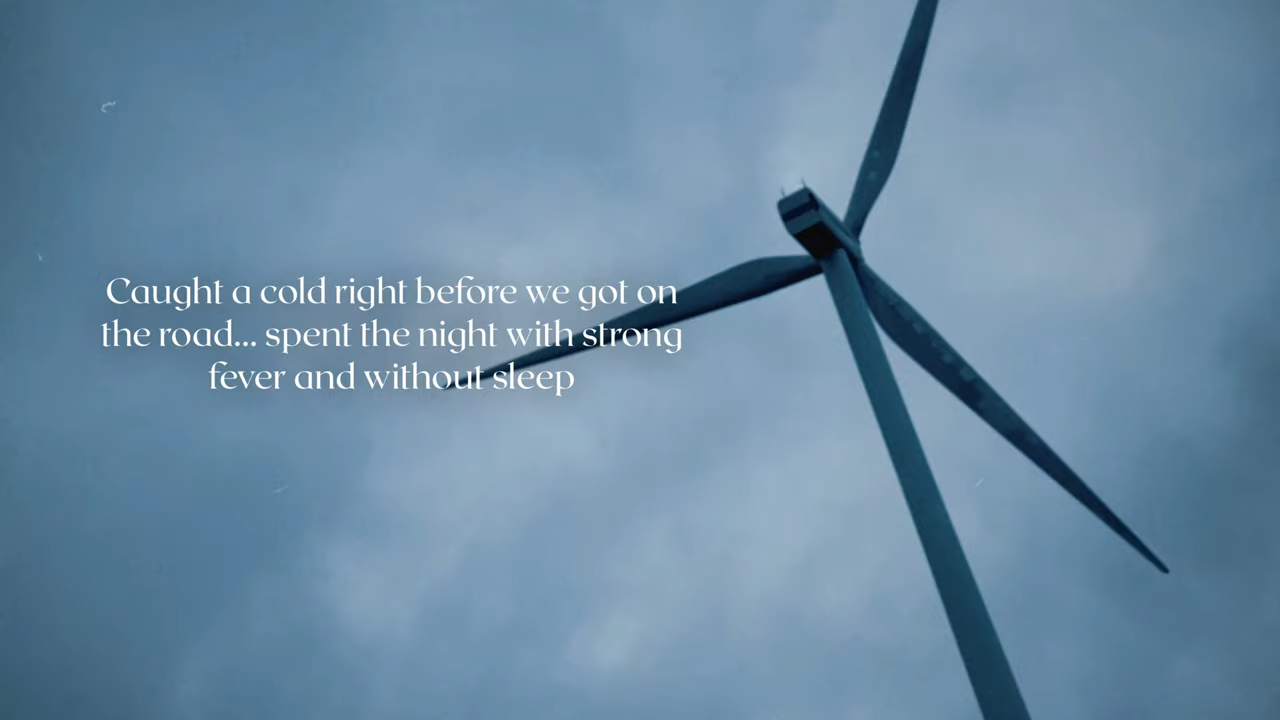 Caught a cold right before we got on
the road... spent the night with strong
fever and without sleep